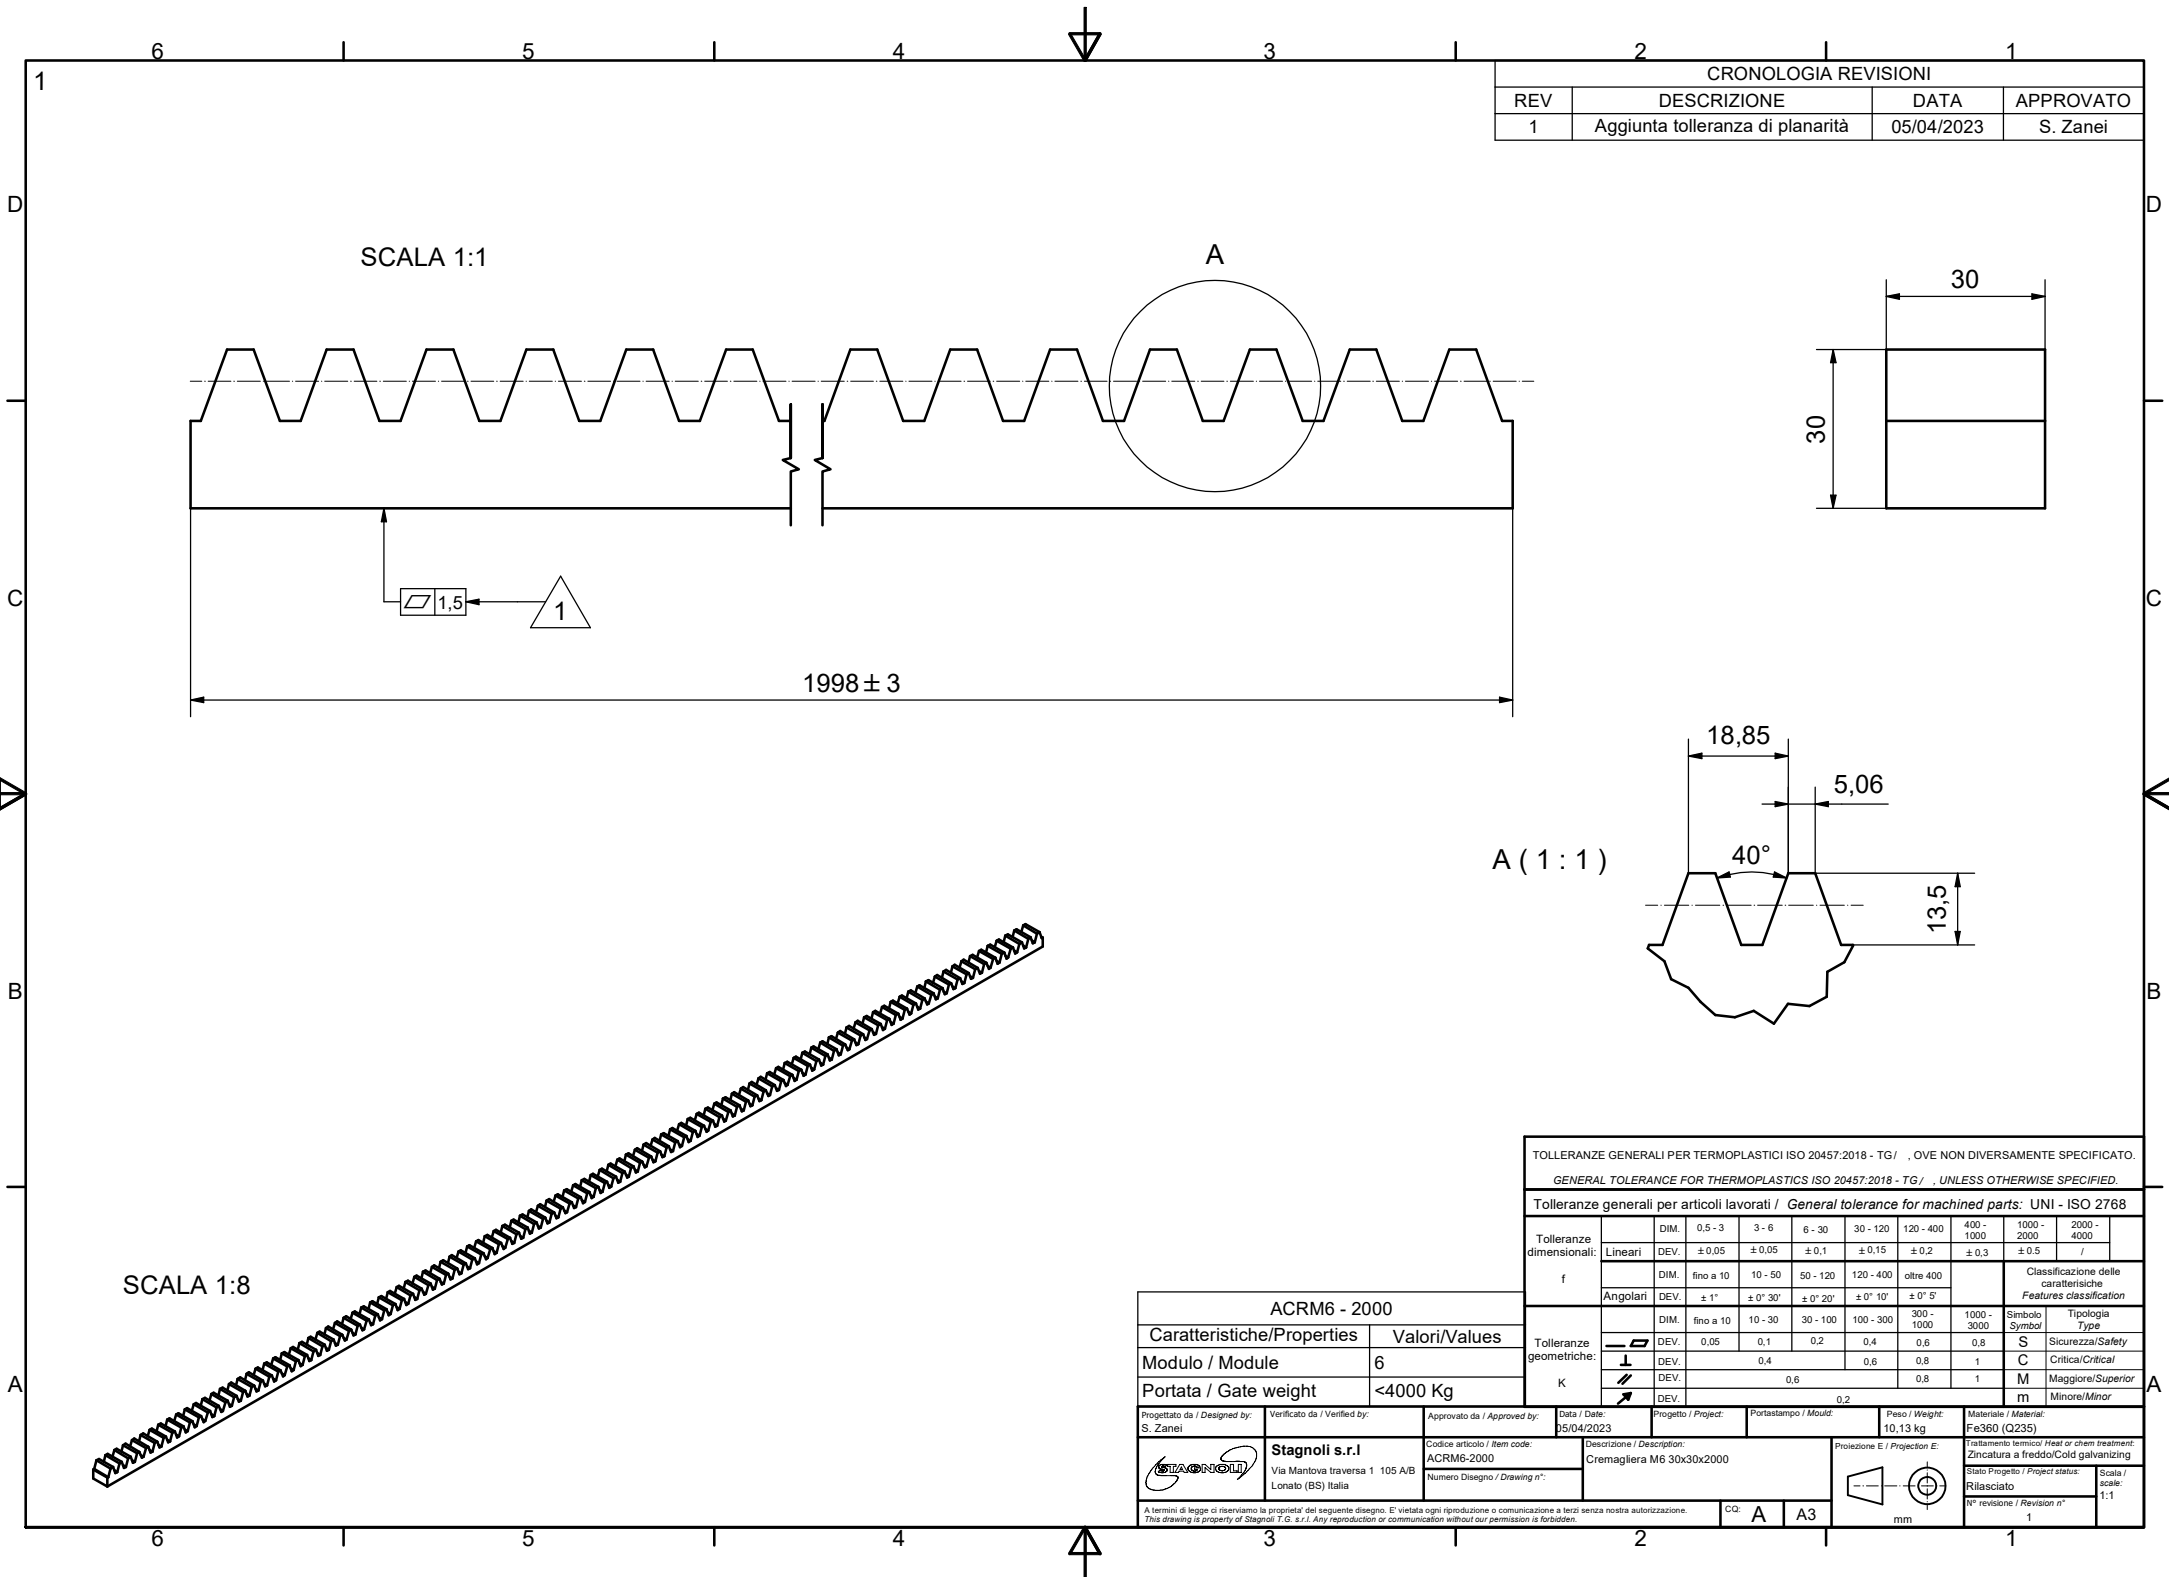 6 5 4 3 2 1
1
CRONOLOGIA REVISIONI
REV DESCRIZIONE DATA APPROVATO
1 Aggiunta tolleranza di planarità 05/04/2023 S. Zanei
D D
SCALA 1:1
A
30
30
C C
1,5
1
1998 ± 3
18,85
5,06
A ( 1 : 1 )
40°
13,5
B B
SCALA 1:8
A A
TOLLERANZE GENERALI PER TERMOPLASTICI ISO 20457:2018 - TG/ , OVE NON DIVERSAMENTE SPECIFICATO.
GENERAL TOLERANCE FOR THERMOPLASTICS ISO 20457:2018 - TG/ , UNLESS OTHERWISE SPECIFIED.
Tolleranze generali per articoli lavorati / General tolerance for machined parts: UNI - ISO 2768
Tolleranze dimensionali: f
Lineari
DIM. 0,5 - 3 3 - 6 6 - 30 30 - 120 120 - 400 400 - 1000 1000 - 2000 2000 - 4000
DEV. ± 0,05 ± 0,05 ± 0,1 ± 0,15 ± 0,2 ± 0,3 ± 0.5 /
Angolari
DIM. fino a 10 10 - 50 50 - 120 120 - 400 oltre 400
DEV. ± 1° ± 0° 30' ± 0° 20' ± 0° 10' ± 0° 5'
Classificazione delle
caratterisiche
Features classification
Tolleranze geometriche: K
DIM. fino a 10 10 - 30 30 - 100 100 - 300 300 - 1000 1000 - 3000
DEV. 0,05 0,1 0,2 0,4 0,6 0,8
DEV. 0,4 0,6 0,8 1
DEV. 0,6 0,8 1
DEV. 0,2
Simbolo Symbol Tipologia Type
S Sicurezza/Safety
C Critica/Critical
M Maggiore/Superior
m Minore/Minor
ACRM6 - 2000
Caratteristiche/Properties Valori/Values
Modulo / Module 6
Portata / Gate weight <4000 Kg
Progettato da / Designed by: Verificato da / Verified by: Approvato da / Approved by: Data / Date: Progetto / Project: Portastampo / Mould: Peso / Weight: Materiale / Material:
S. Zanei 05/04/2023 10,13 kg Fe360 (Q235)
STAGNOLI
Stagnoli s.r.l
Via Mantova traversa 1 105 A/B
Lonato (BS) Italia
Codice articolo / Item code:
ACRM6-2000
Numero Disegno / Drawing n°:
Descrizione / Description:
Cremagliera M6 30x30x2000
Proiezione E / Projection E:
mm
Trattamento termico/ Heat or chem treatment:
Zincatura a freddo/Cold galvanizing
Stato Progetto / Project status:
Rilasciato
Scala / scale:
1:1
N° revisione / Revision n°
1
A termini di legge ci riserviamo la proprieta' del seguente disegno. E' vietata ogni riproduzione o comunicazione a terzi senza nostra autorizzazione.
This drawing is property of Stagnoli T.G. s.r.l. Any reproduction or communication without our permission is forbidden.
CQ: A A3
6 5 4 3 2 1